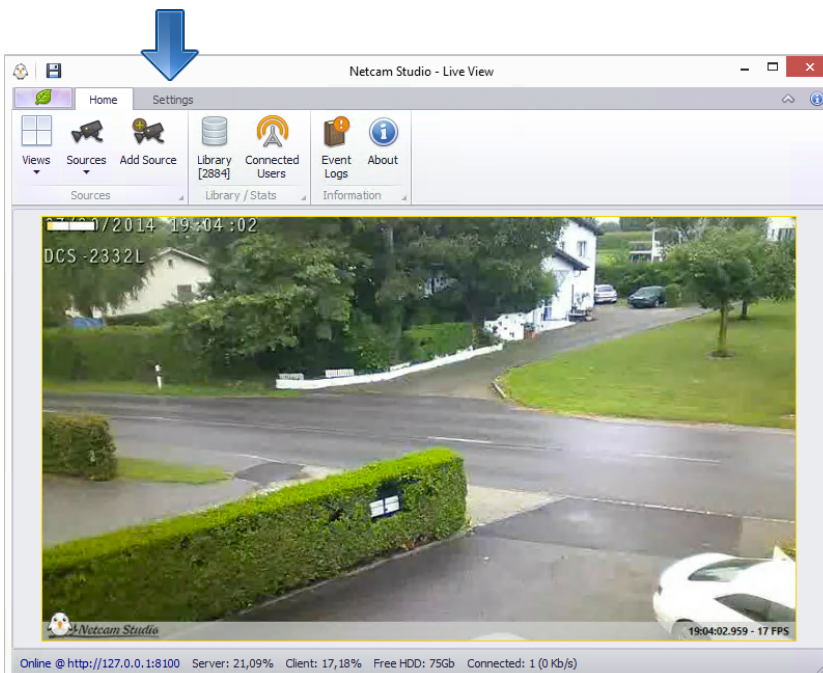 Netcam Studio - Live View
Home Settings
Views Sources Add Source Library [2884] Connected Users Event Logs About
Sources Library / Stats Information
/2014 19:04:02
DCS-2332L
Netcam Studio
19:04:02.959 - 17 FPS
Online @ http://127.0.0.1:8100 Server: 21,09% Client: 17,18% Free HDD: 75Gb Connected: 1 (0 Kb/s)